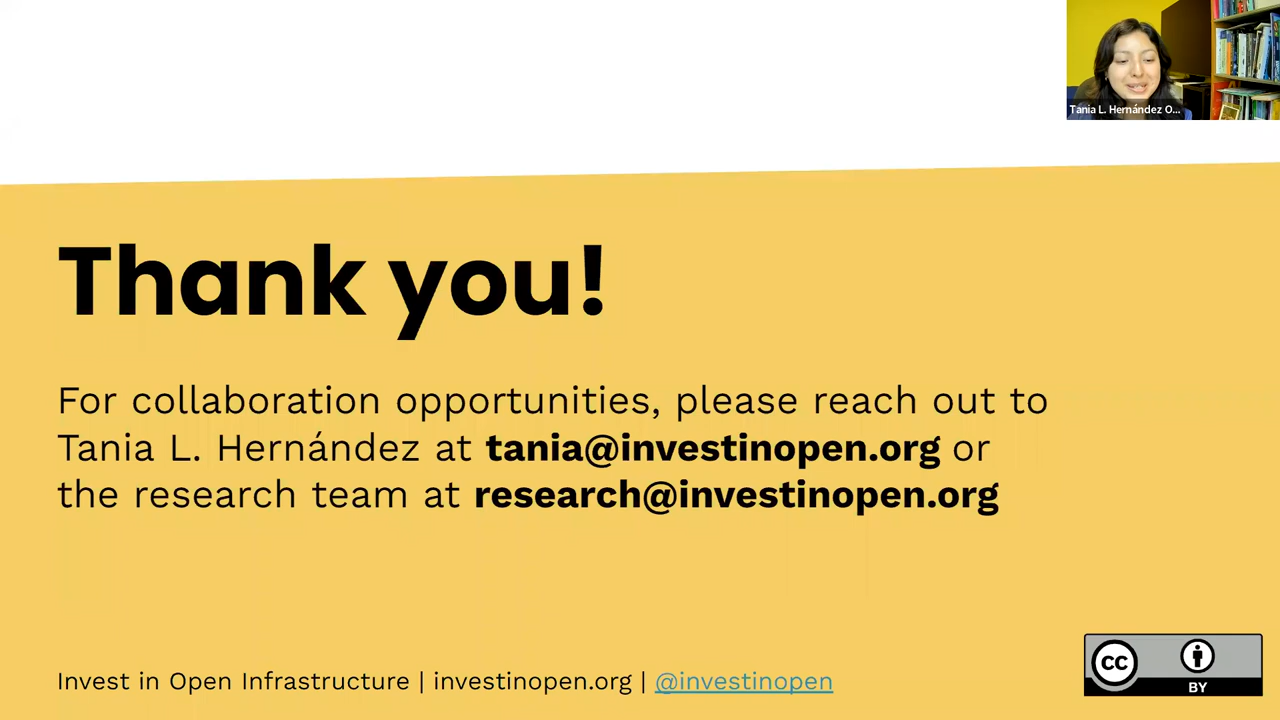 Tania L. Hernández O...
Thank you!
For collaboration opportunities, please reach out to
Tania L. Hernández at tania@investinopen.org or
the research team at research@investinopen.org
Invest in Open Infrastructure | investinopen.org | @investinopen
CC
BY